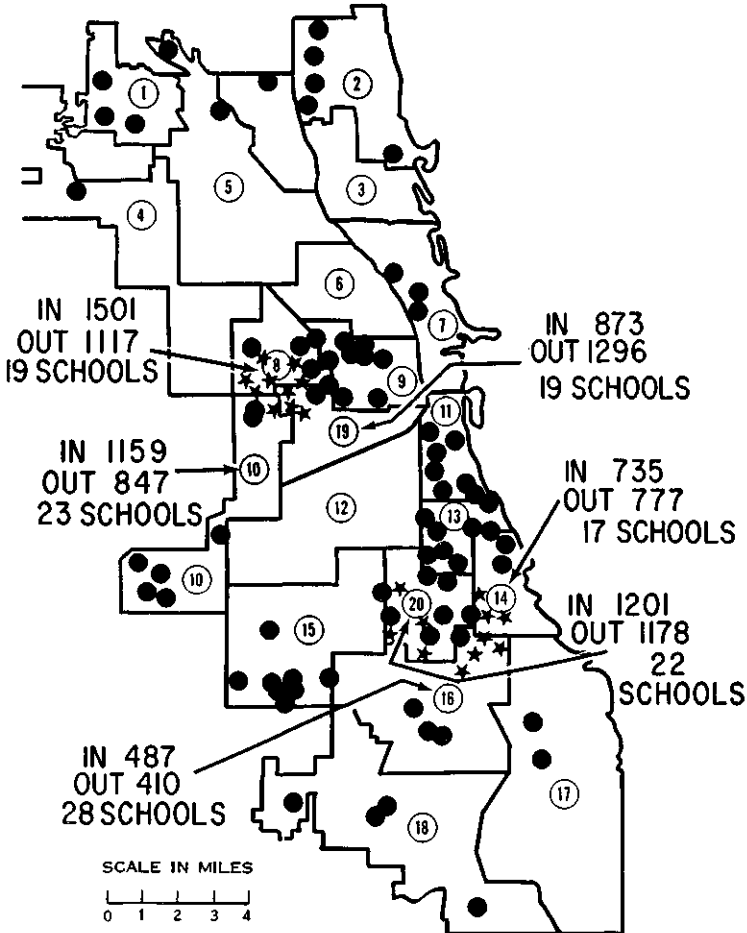 1
2
5
3
4
6
IN 1501
OUT 1117
19 SCHOOLS
7
IN 873
OUT 1296
19 SCHOOLS
8
9
11
19
IN 1159
OUT 847
23 SCHOOLS
10
IN 735
OUT 777
17 SCHOOLS
12
13
10
20
14
15
IN 1201
OUT 1178
22
SCHOOLS
16
IN 487
OUT 410
28 SCHOOLS
17
18
SCALE IN MILES
0 1 2 3 4